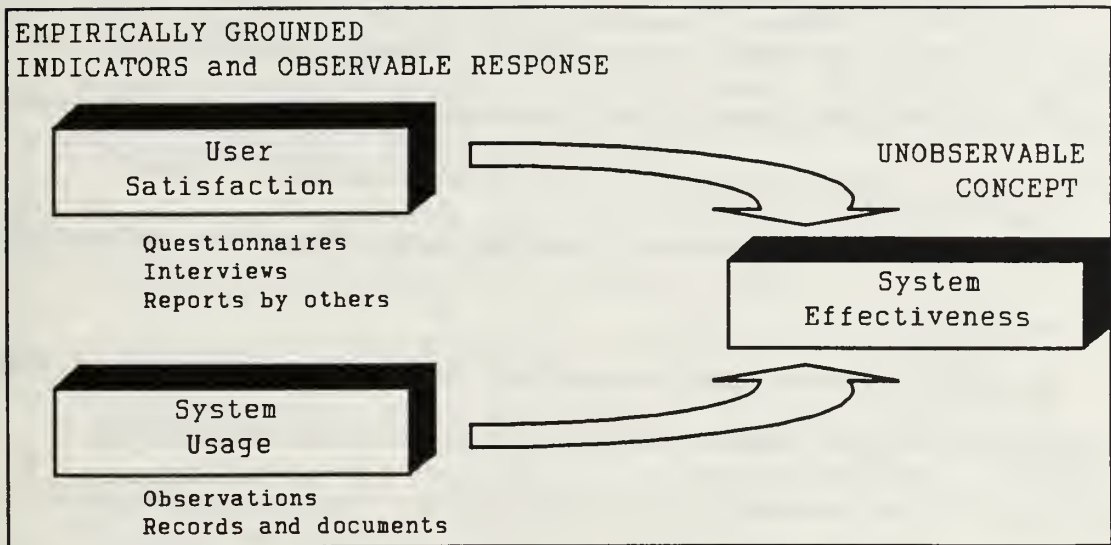 EMPIRICALLY GROUNDED
INDICATORS and OBSERVABLE RESPONSE
User
Satisfaction
Questionnaires
Interviews
Reports by others
System
Usage
Observations
Records and documents
UNOBSERVABLE
CONCEPT
System
Effectiveness